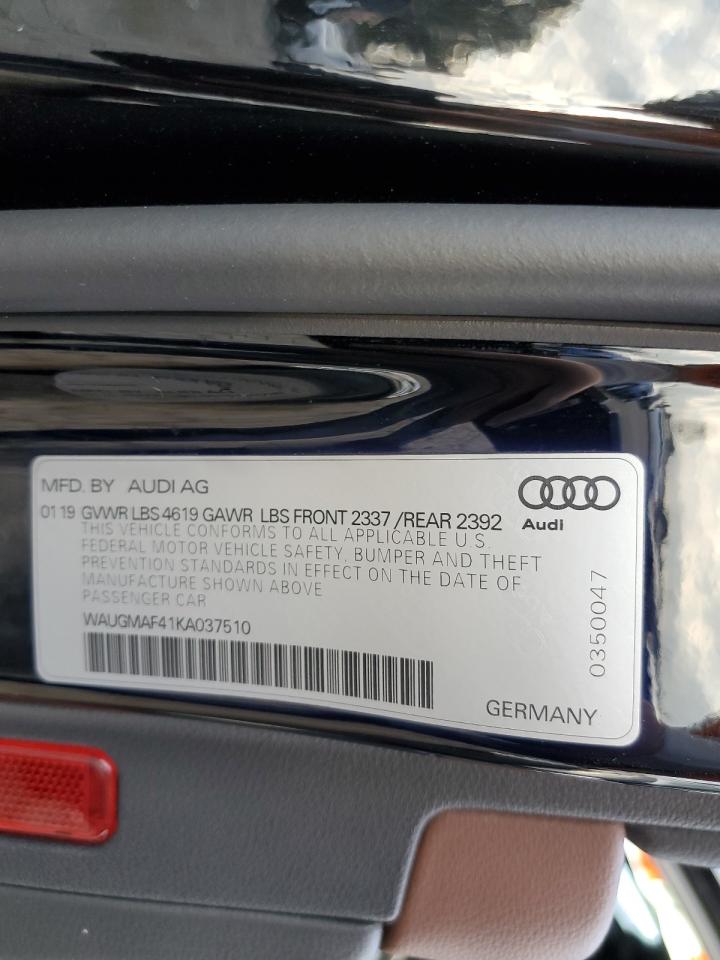 MFD. BY AUDI AG
01 19 GVWR LBS 4619 GAWR LBS FRONT 2337 /REAR 2392
THIS VEHICLE CONFORMS TO ALL APPLICABLE U.S
FEDERAL MOTOR VEHICLE SAFETY, BUMPER AND THEFT
PREVENTION STANDARDS IN EFFECT ON THE DATE OF
MANUFACTURE SHOWN ABOVE
PASSENGER CAR
WAUGMAF41KA037510
Audi
0350047
GERMANY